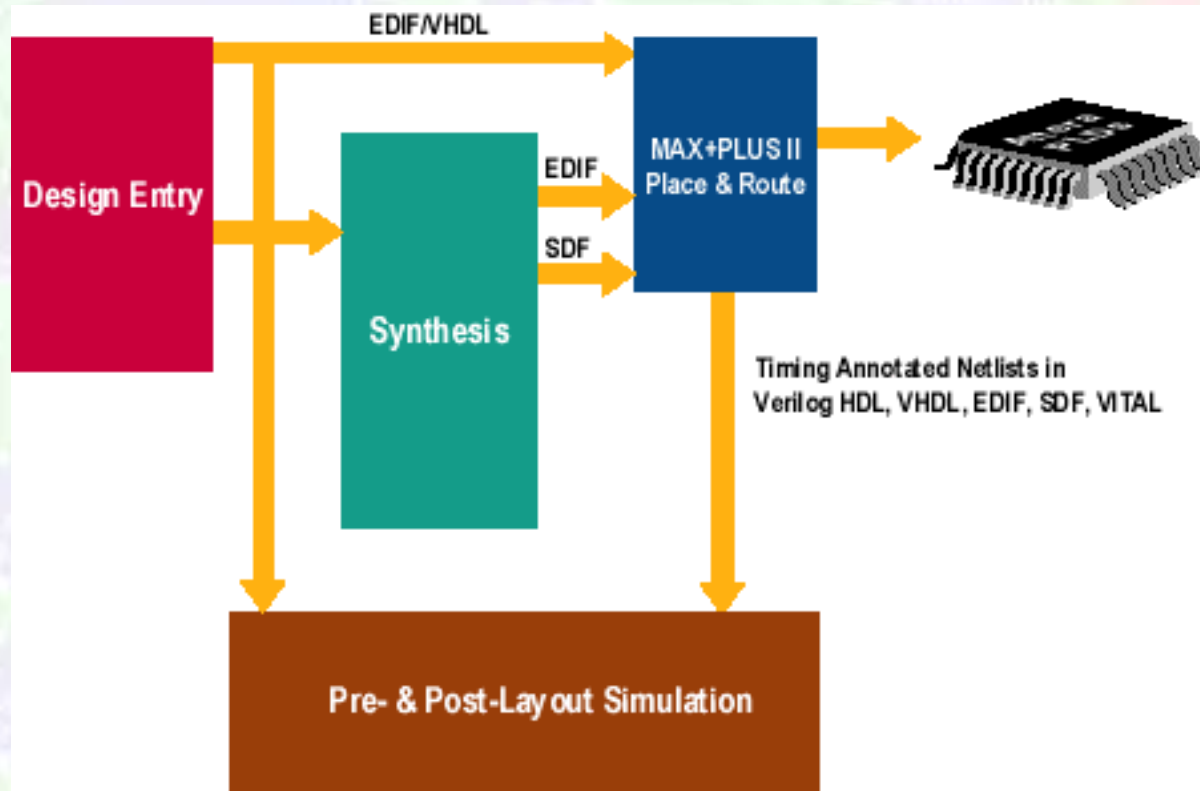 EDIF/VHDL
Design Entry
MAX+PLUS II
Place & Route
EDIF
SDF
Synthesis
Timing Annotated Netlists in
Verilog HDL, VHDL, EDIF, SDF, VITAL
Pre- & Post-Layout Simulation